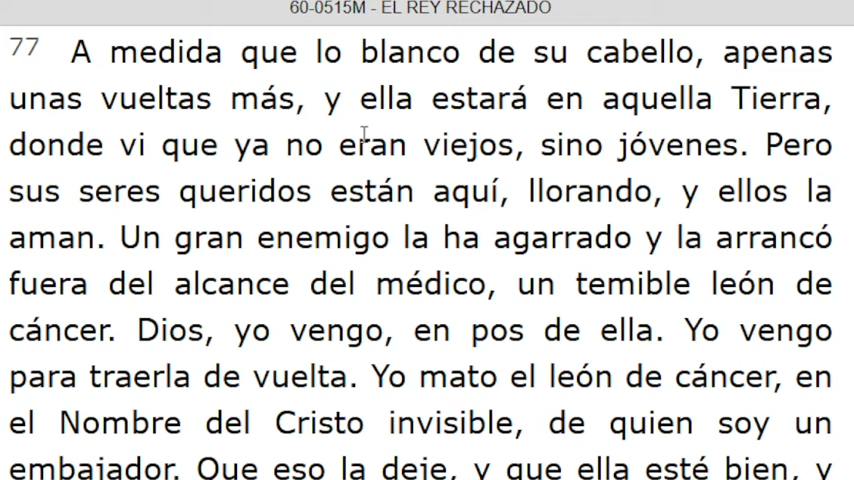 60-0515M - EL REY RECHAZADO
77 A medida que lo blanco de su cabello, apenas
unas vueltas más, y ella estará en aquella Tierra,
donde vi que ya no eran viejos, sino jóvenes. Pero
sus seres queridos están aquí, llorando, y ellos la
aman. Un gran enemigo la ha agarrado y la arrancó
fuera del alcance del médico, un temible león de
cáncer. Dios, yo vengo, en pos de ella. Yo vengo
para traerla de vuelta. Yo mato el león de cáncer, en
el Nombre del Cristo invisible, de quien soy un
embajador. Que eso la deje, y que ella esté bien, y